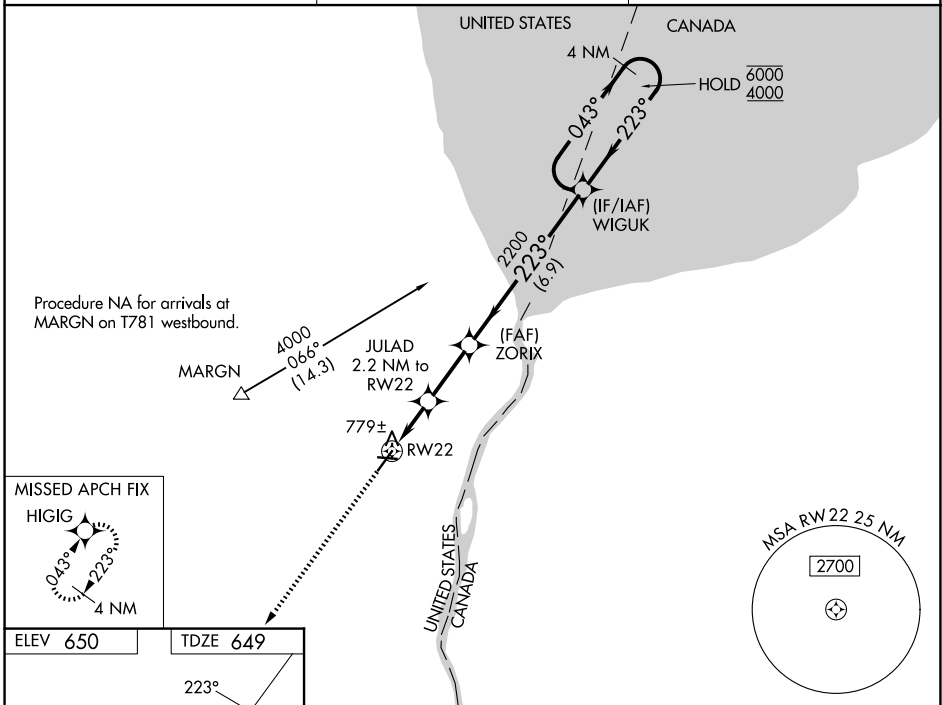 UNITED STATES
CANADA
4 NM
HOLD 6000
4000
043°
223°
(IF/IAF)
WIGUK
2200
223°
(6.9)
Procedure NA for arrivals at
MARGN on T781 westbound.
4000
066°
(14.3)
MARGN
JULAD
2.2 NM to
RW22
(FAF)
ZORIX
779±
RW22
MISSED APCH FIX
HIGIG
043°
223°
4 NM
UNITED STATES
CANADA
MSA RW22 25 NM
2700
ELEV 650
TDZE 649
223°